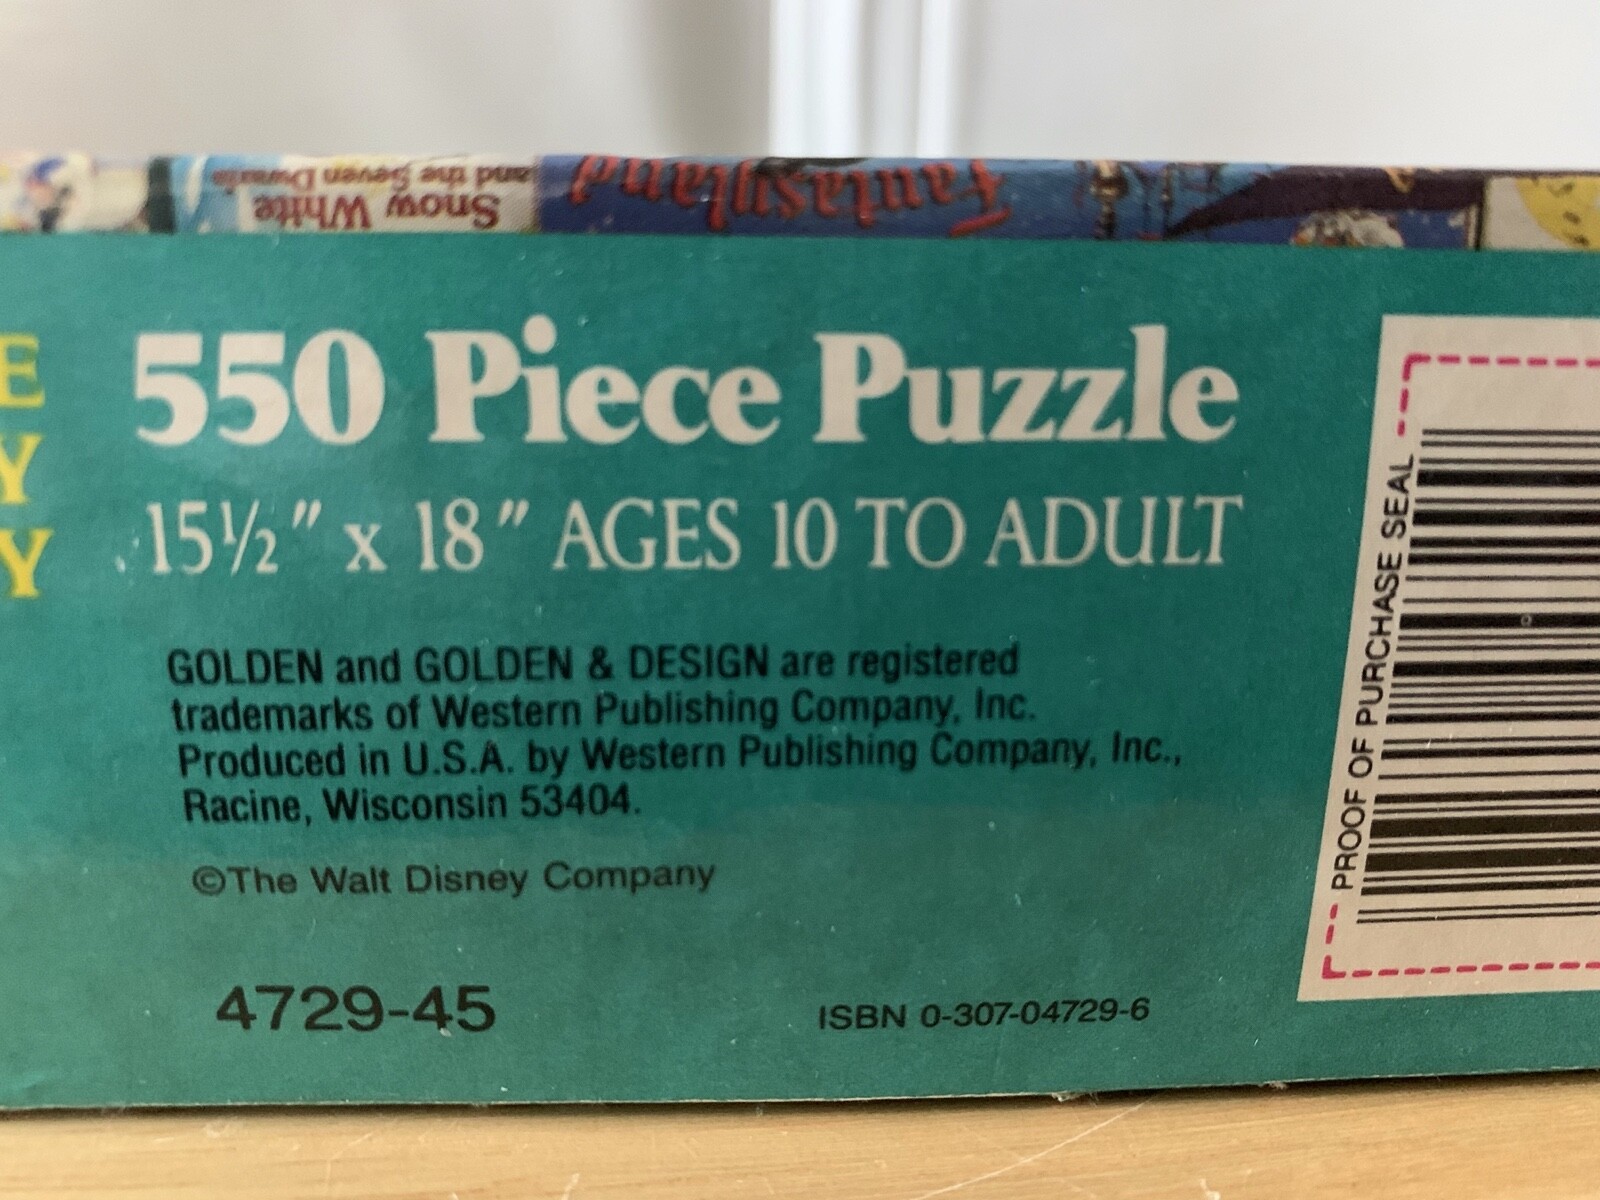 Snow White
and the Seven Dwarfs
Fantasyland
E
Y
Y
550 Piece Puzzle
15½" x 18" AGES 10 TO ADULT
GOLDEN and GOLDEN & DESIGN are registered
trademarks of Western Publishing Company, Inc.
Produced in U.S.A. by Western Publishing Company, Inc.,
Racine, Wisconsin 53404.
©The Walt Disney Company
4729-45
ISBN 0-307-04729-6
PROOF OF PURCHASE SEAL